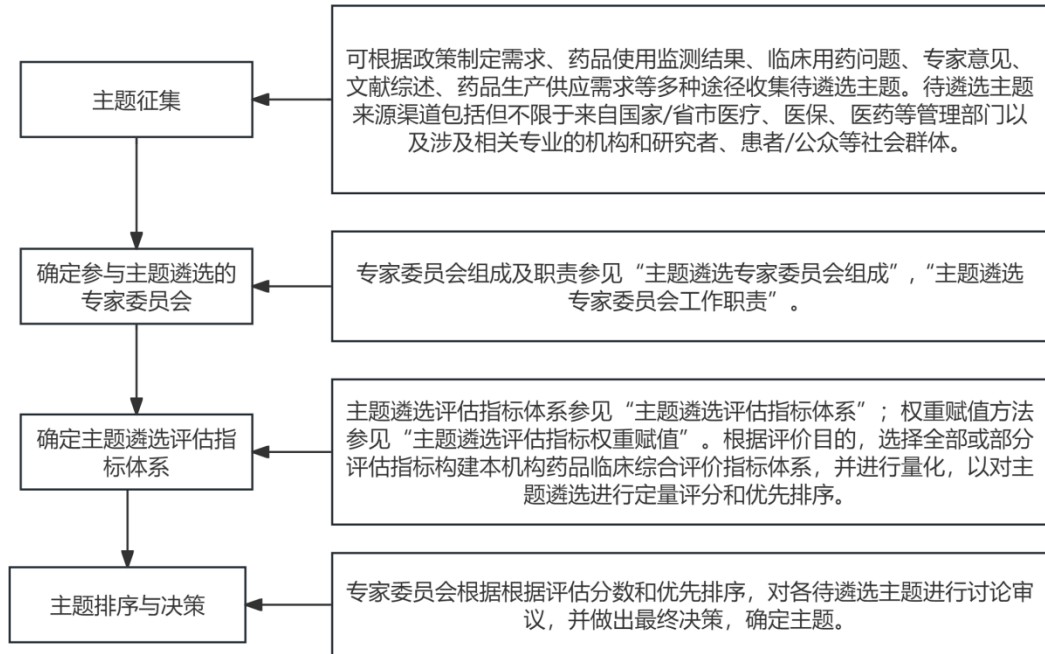 主题征集
可根据政策制定需求、药品使用监测结果、临床用药问题、专家意见、
文献综述、药品生产供应需求等多种途径收集待遴选主题。待遴选主题
来源渠道包括但不限于来自国家/省市医疗、医保、医药等管理部门以
及涉及相关专业的机构和研究者、患者/公众等社会群体。
确定参与主题遴选的
专家委员会
专家委员会组成及职责参见“主题遴选专家委员会组成”,“主题遴选
专家委员会工作职责”。
确定主题遴选评估指
标体系
主题遴选评估指标体系参见“主题遴选评估指标体系”；权重赋值方法
参见“主题遴选评估指标权重赋值”。根据评价目的，选择全部或部分
评估指标构建本机构药品临床综合评价指标体系，并进行量化，以对主
题遴选进行定量评分和优先排序。
主题排序与决策
专家委员会根据根据评估分数和优先排序，对各待遴选主题进行讨论审
议，并做出最终决策，确定主题。